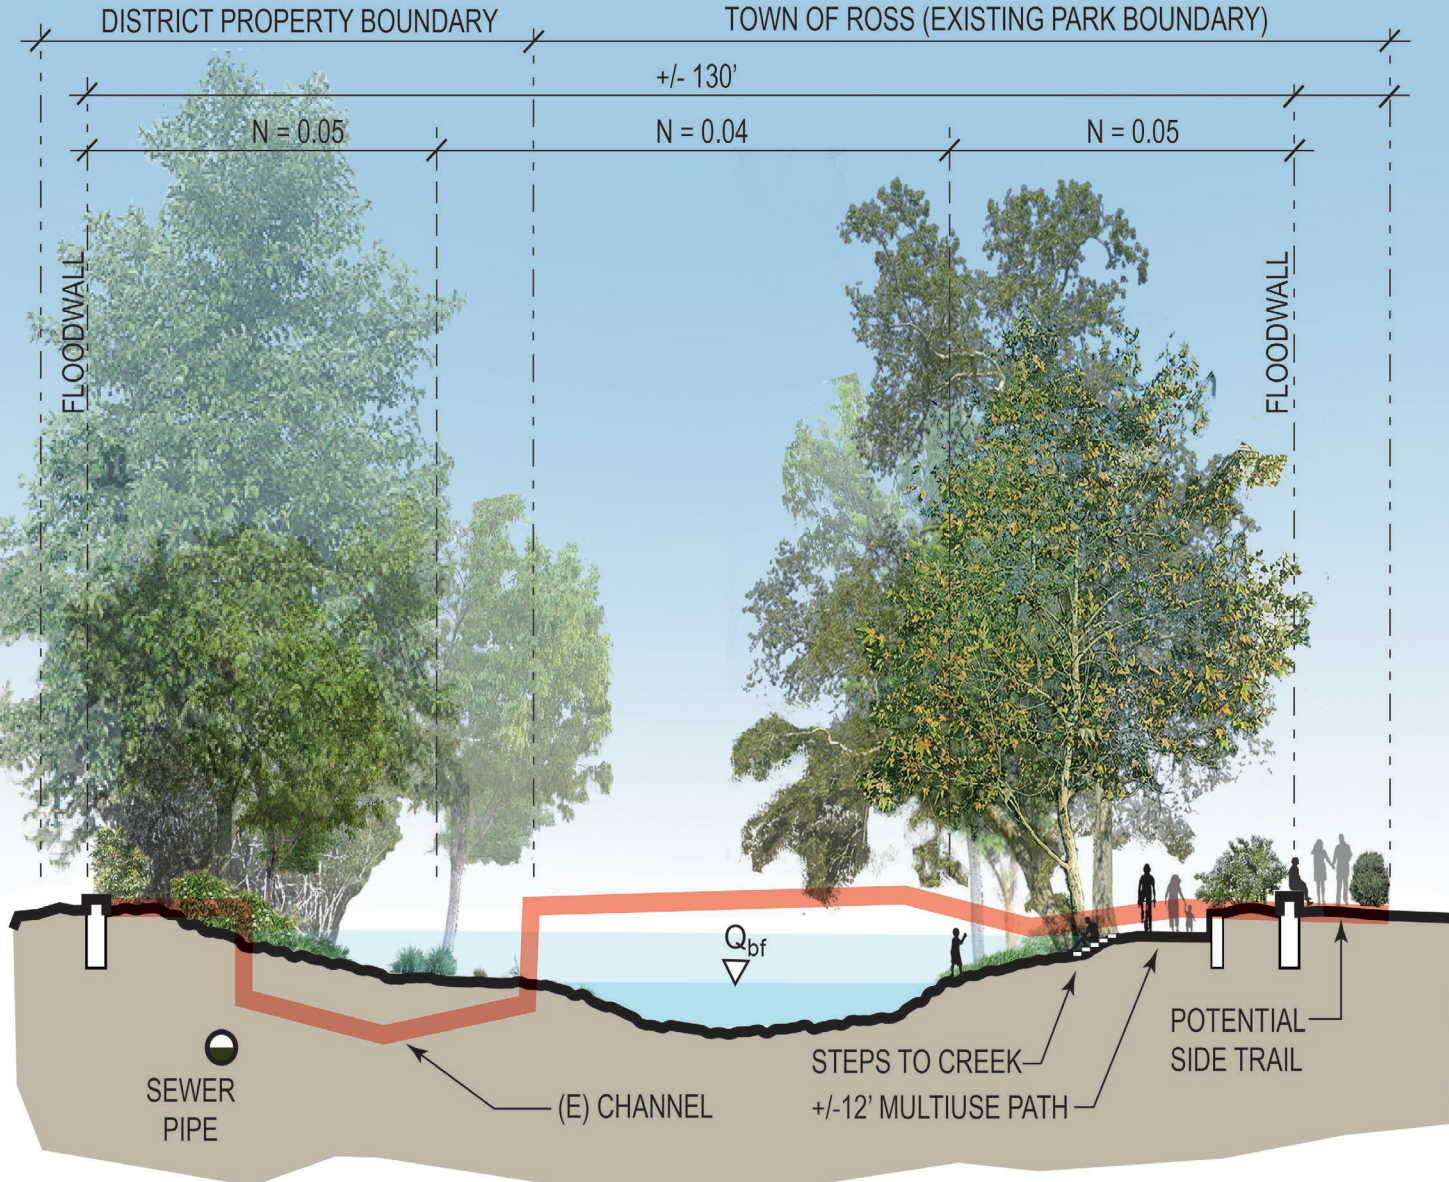 DISTRICT PROPERTY BOUNDARY
TOWN OF ROSS (EXISTING PARK BOUNDARY)
+/- 130'
N = 0.05
N = 0.04
N = 0.05
FLOODWALL
FLOODWALL
Qbf
STEPS TO CREEK
+/-12' MULTIUSE PATH
POTENTIAL
SIDE TRAIL
(E) CHANNEL
SEWER
PIPE